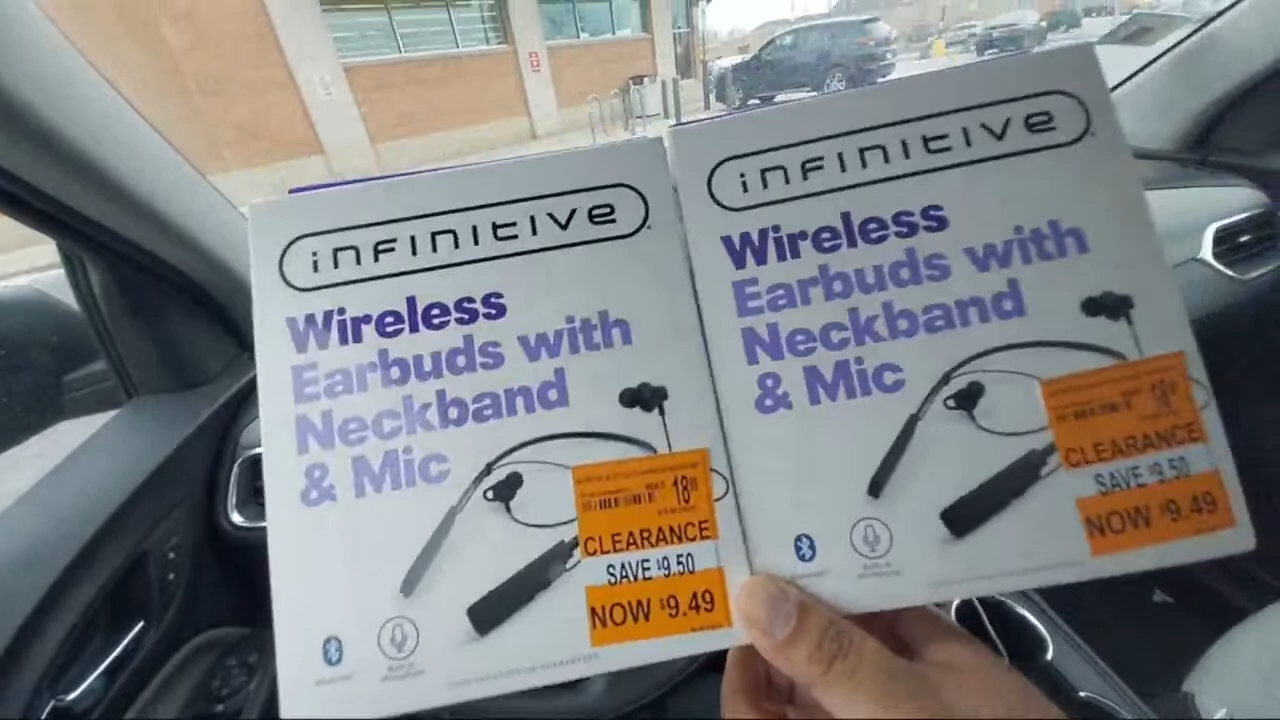 infinitive
Wireless
Earbuds with
Neckband
& Mic
18
CLEARANCE
SAVE $9.50
NOW $9.49
infinitive
Wireless
Earbuds with
Neckband
& Mic
CLEARANCE
SAVE $9.50
NOW $9.49